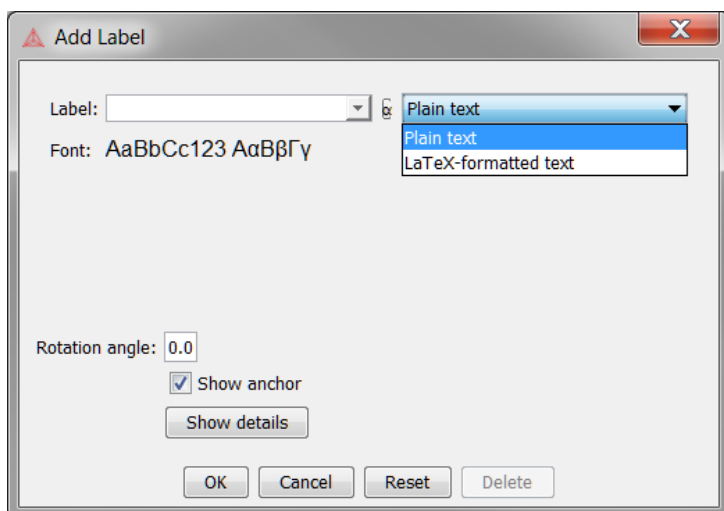 Add Label
Label: α Plain text
Plain text
Font: AaBbCc123 ΑαΒβΓγ
LaTeX-formatted text
Rotation angle: 0.0
Show anchor
Show details
OK Cancel Reset Delete